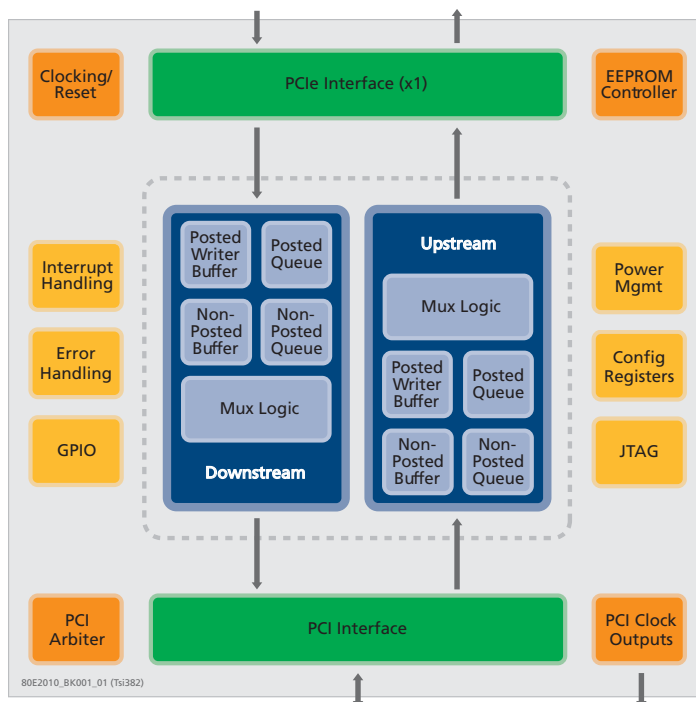 Clocking/
Reset
PCIe Interface (x1)
EEPROM
Controller
Interrupt
Handling
Error
Handling
GPIO
Posted
Writer
Buffer
Posted
Queue
Non-
Posted
Buffer
Non-
Posted
Queue
Mux Logic
Downstream
Upstream
Mux Logic
Posted
Writer
Buffer
Posted
Queue
Non-
Posted
Buffer
Non-
Posted
Queue
Power
Mgmt
Config
Registers
JTAG
PCI
Arbiter
PCI Interface
PCI Clock
Outputs
80E2010_BK001_01 (Tsi382)